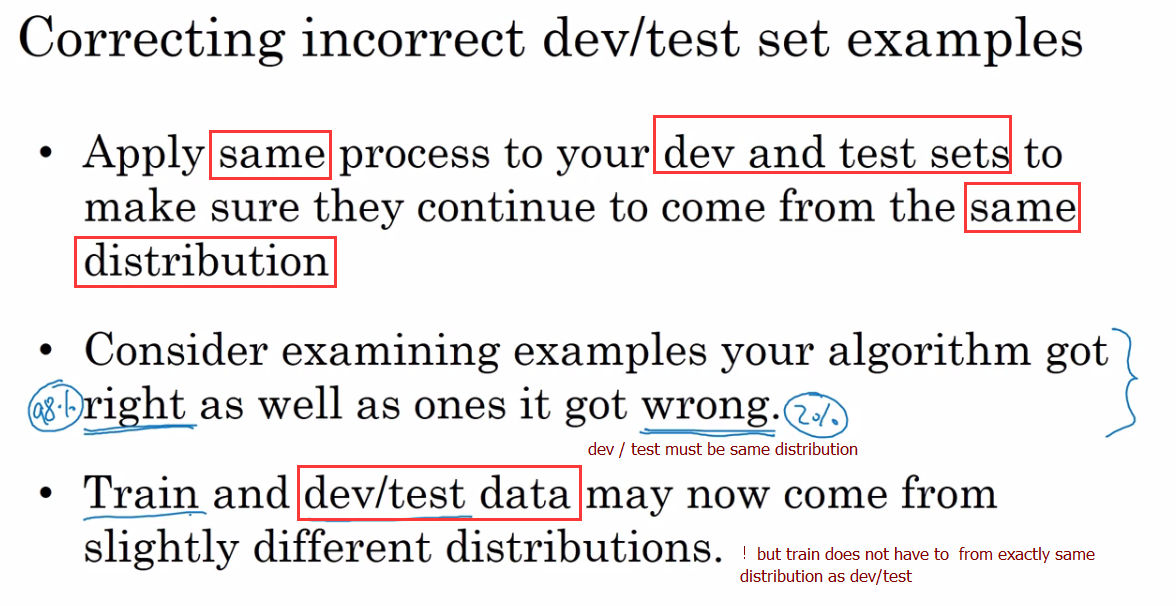 Correcting incorrect dev/test set examples
• Apply same process to your dev and test sets to
make sure they continue to come from the same
distribution
• Consider examining examples your algorithm got
98% right as well as ones it got wrong. 2%
dev / test must be same distribution
• Train and dev/test data may now come from
slightly different distributions.
! but train does not have to from exactly same
distribution as dev/test